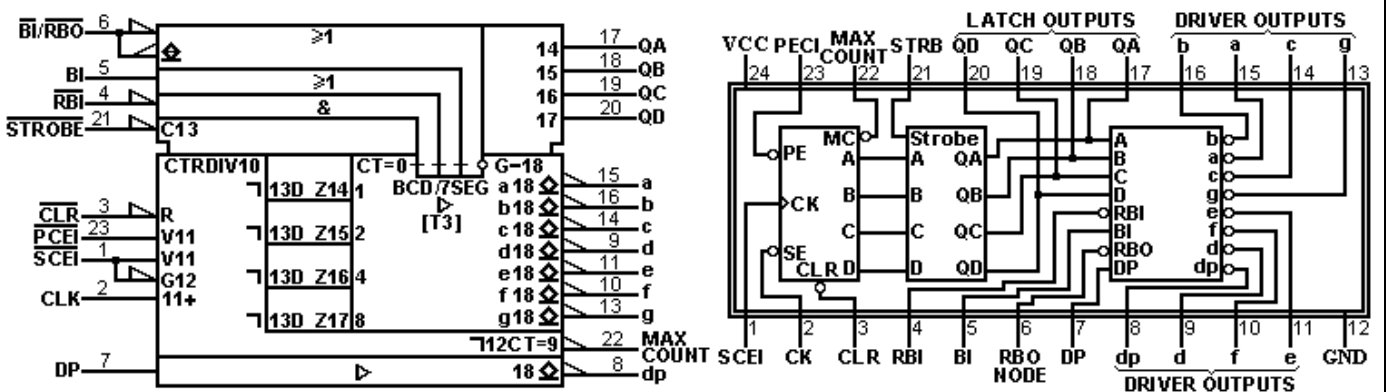 BI/RBO 6
≥1
14 17 QA
15 18 QB
16 19 QC
17 20 QD
BI 5
≥1
RBI 4
&
STROBE 21 C13
CTRDIV10 CT=0 G-18
BCD/7SEG
[T3]
13D Z14 1
13D Z15 2
13D Z16 4
13D Z17 8
CLR 3 R
PCEI 23 V11
SCEI 1 V11
G12
CLK 2 11+
a18 15 a
b18 16 b
c18 14 c
d18 9 d
e18 11 e
f18 10 f
g18 13 g
112CT=9 22 MAX
COUNT
DP 7 18 8 dp
LATCH OUTPUTS DRIVER OUTPUTS
VCC PECI MAX
COUNT STRB QD QC QB QA b a c g
24 23 22 21 20 19 18 17 16 15 14 13
MC
PE
A
B
CK
C
SE
CLR D
Strobe
A QA
B QB
C QC
D QD
A b
B a
C c
D g
RBI e
BI f
RBO d
DP dp
1 2 3 4 5 6 7 8 9 10 11 12
SCEI CK CLR RBI BI RBO
NODE DP dp d f e GND
DRIVER OUTPUTS